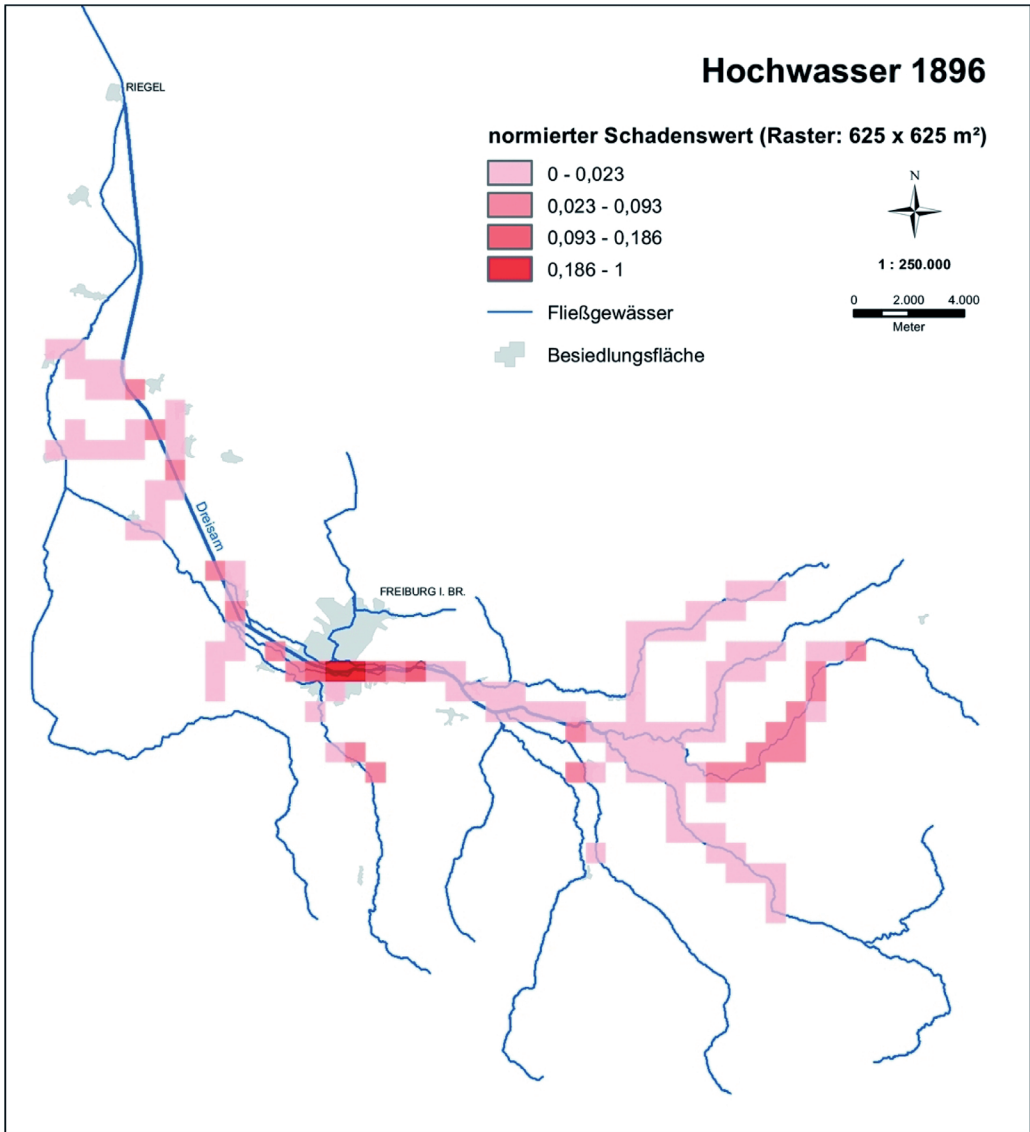 Hochwasser 1896
normierter Schadenswert (Raster: 625 x 625 m²)
0 - 0,023
0,023 - 0,093
0,093 - 0,186
0,186 - 1
Fließgewässer
Besiedlungsfläche
N
1 : 250.000
0 2.000 4.000
Meter
RIEGEL
Dreisam
FREIBURG I. BR.